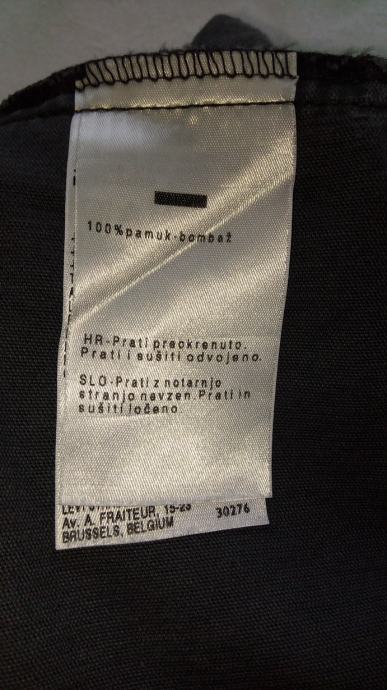 100%pamuk-bombaž
HR-Prati preokrenuto.
Prati i sušiti odvojeno.
SLO-Prati z notarnjo
stranjo navzen.Prati in
sušiti ločeno.
Av. A. FRAITEUR, 15-23
30276
BRUSSELS, BELGIUM